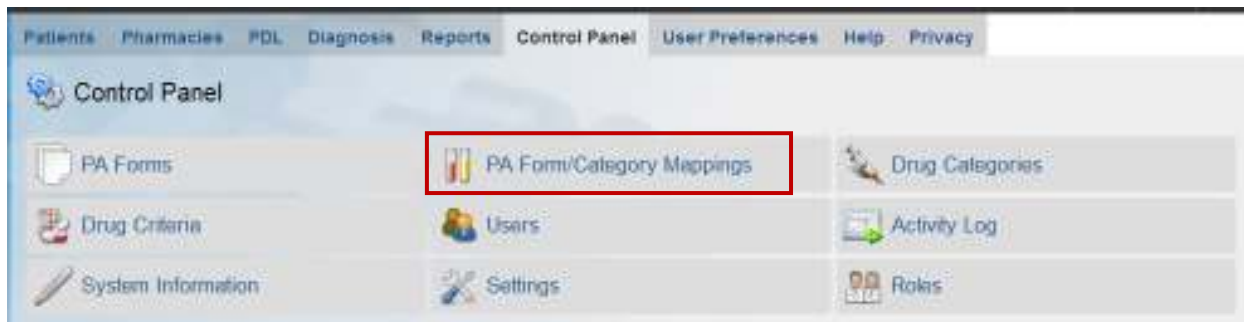 Patients Pharmacies PDL Diagnosis Reports Control Panel User Preferences Help Privacy
Control Panel
PA Forms PA Form/Category Mappings Drug Categories
Drug Criteria Users Activity Log
System Information Settings Roles